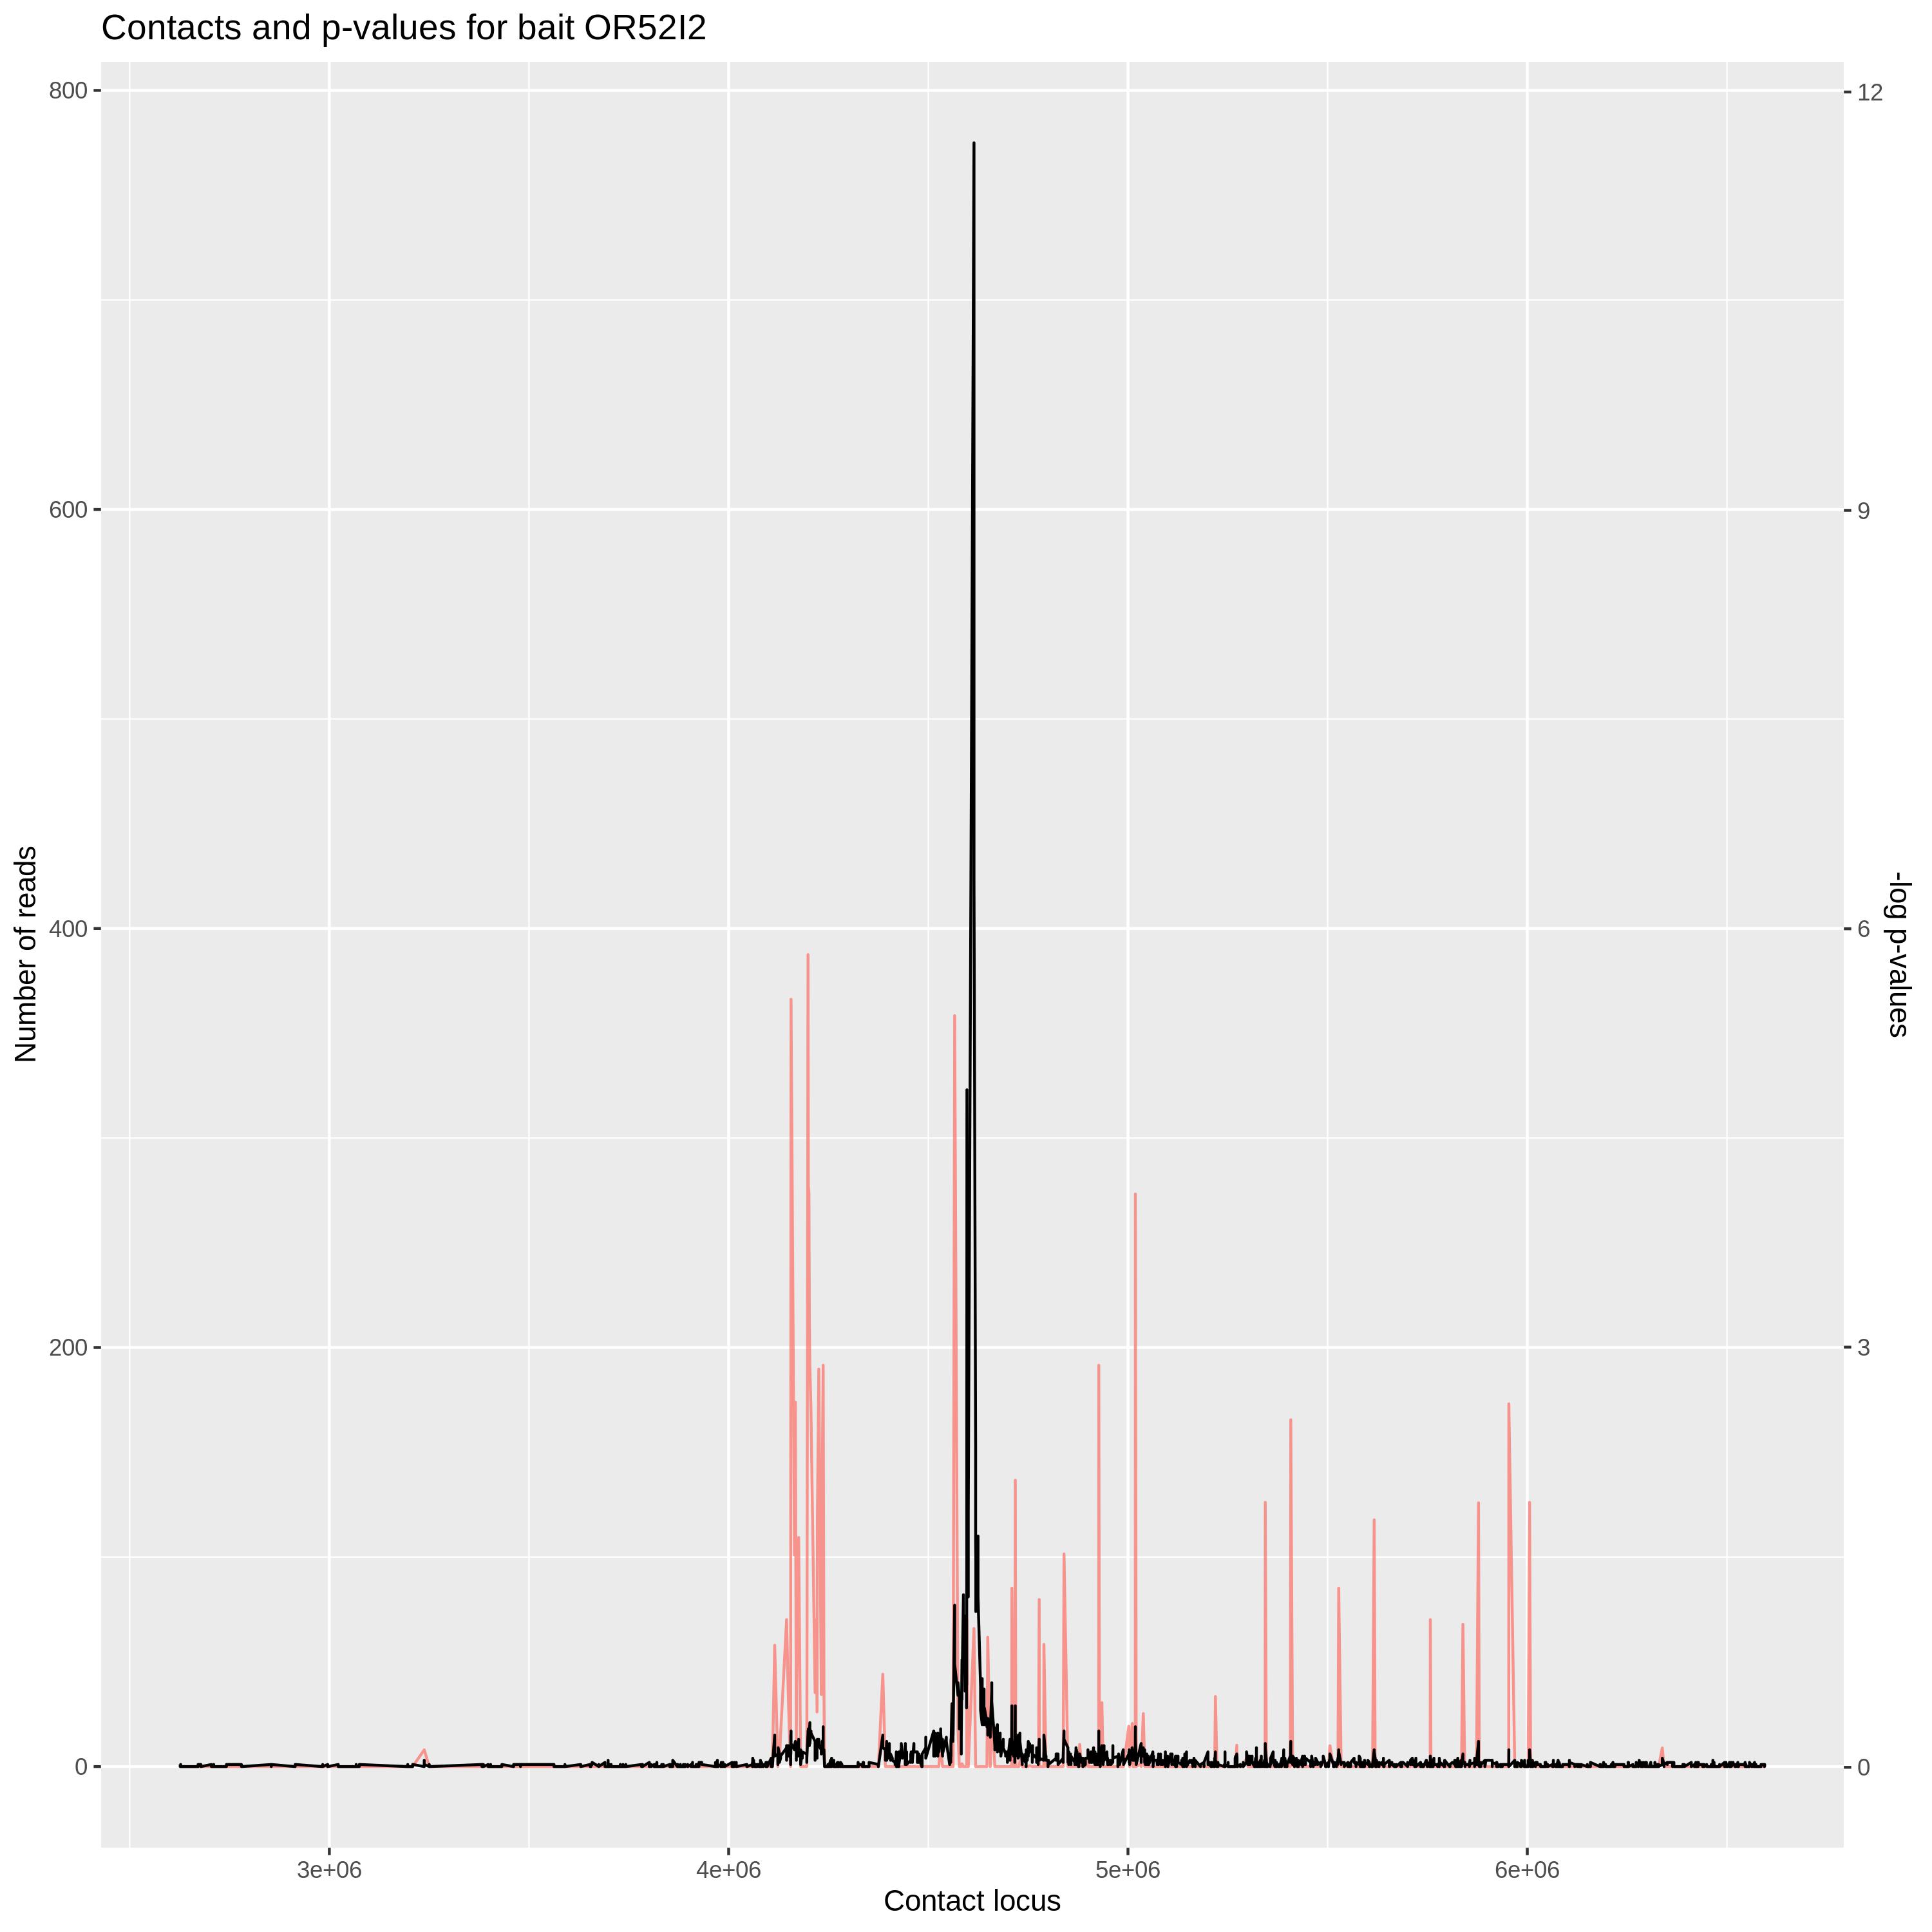 Contacts and p-values for bait OR52I2
800
600
400
200
0
12
9
6
3
0
Number of reads
-log p-values
3e+06
4e+06
5e+06
6e+06
Contact locus